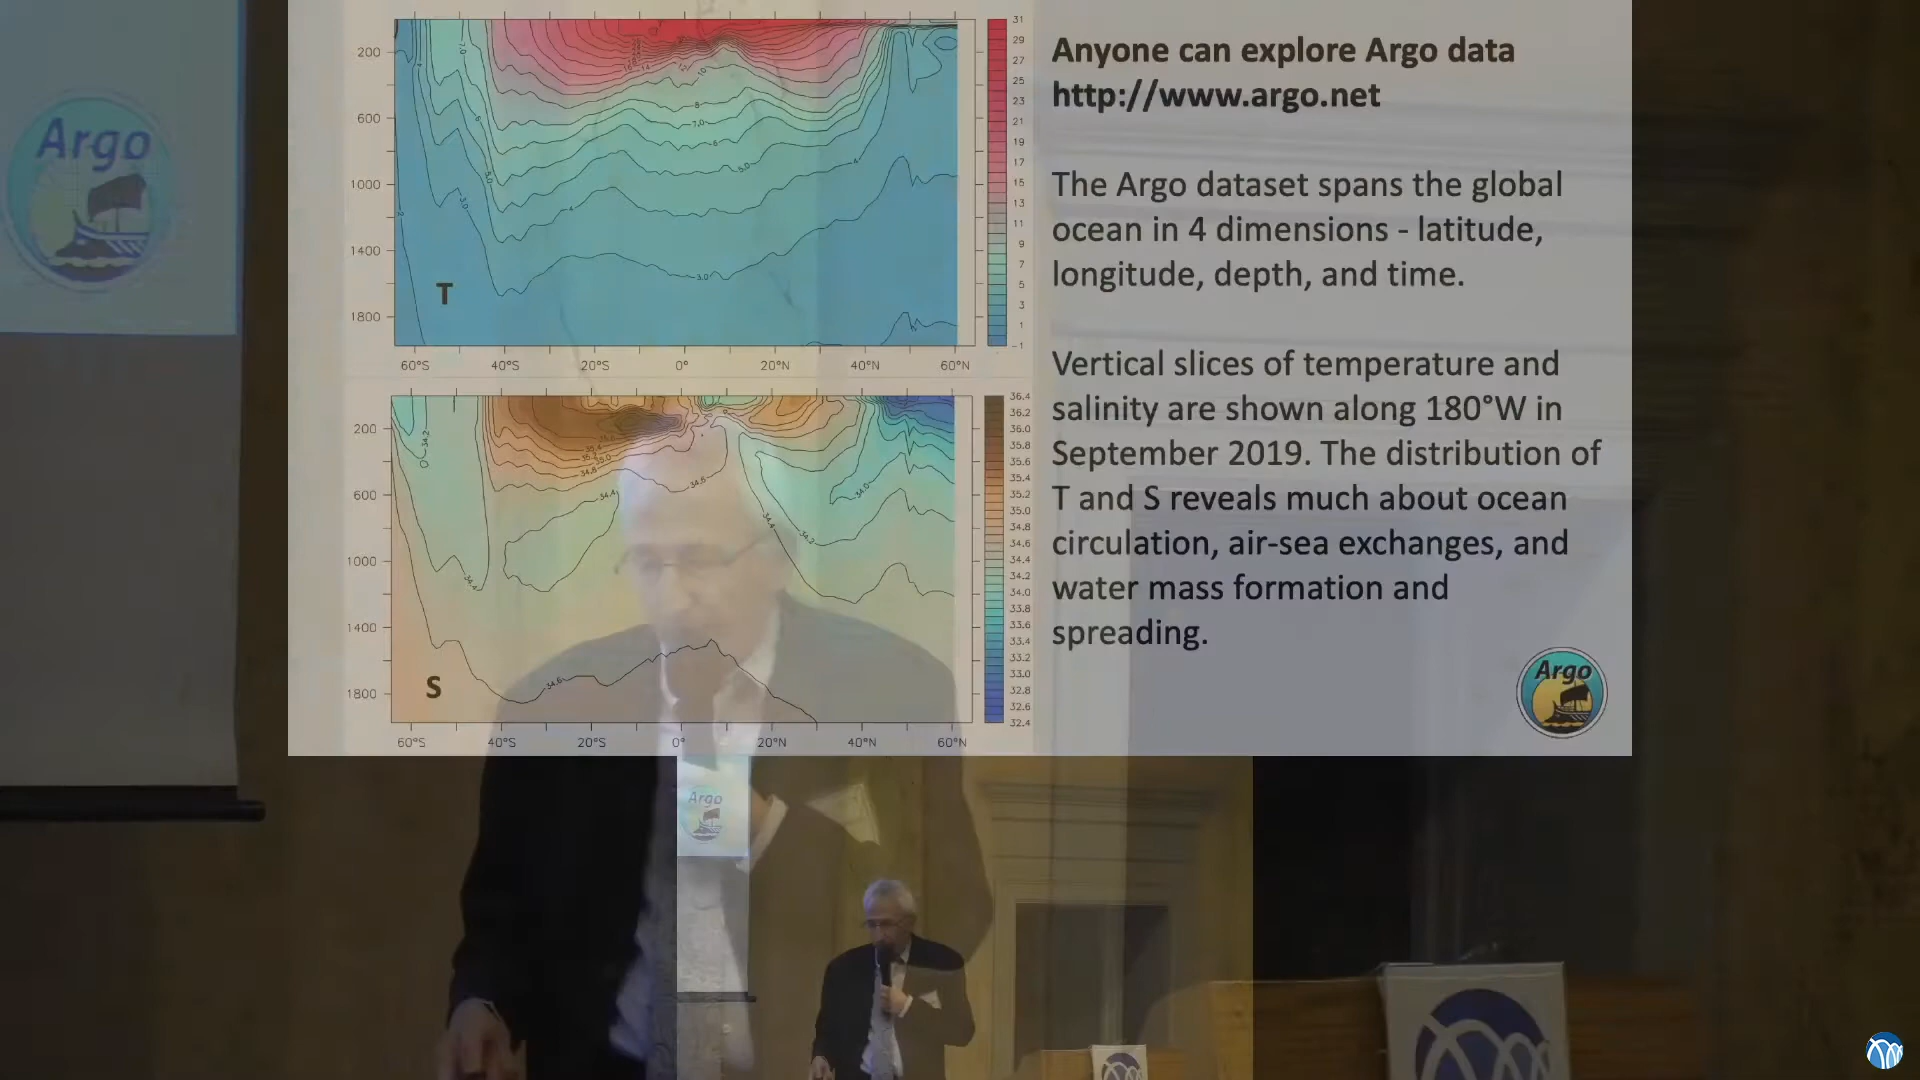 Argo
Anyone can explore Argo data
http://www.argo.net
The Argo dataset spans the global
ocean in 4 dimensions - latitude,
longitude, depth, and time.
Vertical slices of temperature and
salinity are shown along 180°W in
September 2019. The distribution of
T and S reveals much about ocean
circulation, air-sea exchanges, and
water mass formation and
spreading.
Argo
200
600
1000
1400
1800
T
60°S 40°S 20°S 0° 20°N 40°N 60°N
31
29
27
25
23
21
19
17
15
13
11
9
7
5
3
1
-1
200
600
1000
1400
1800
S
60°S 40°S 20°S 0° 20°N 40°N 60°N
36.4
36.2
36.0
35.8
35.6
35.4
35.2
35.0
34.8
34.6
34.4
34.2
34.0
33.8
33.6
33.4
33.2
33.0
32.8
32.6
32.4
Argo